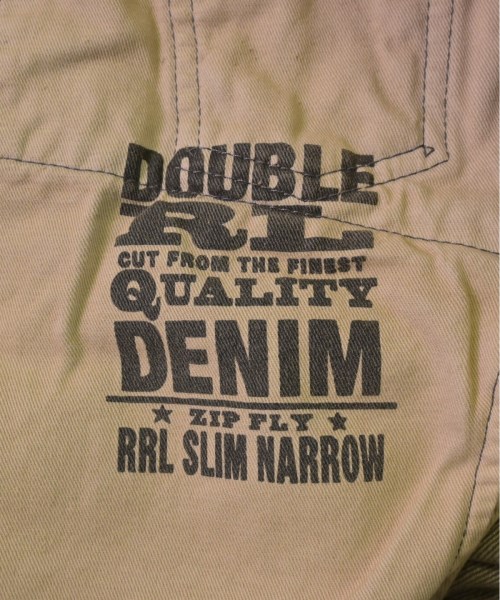 DOUBLE
RL
CUT FROM THE FINEST
QUALITY
DENIM
★ ZIP FLY ★
RRL SLIM NARROW